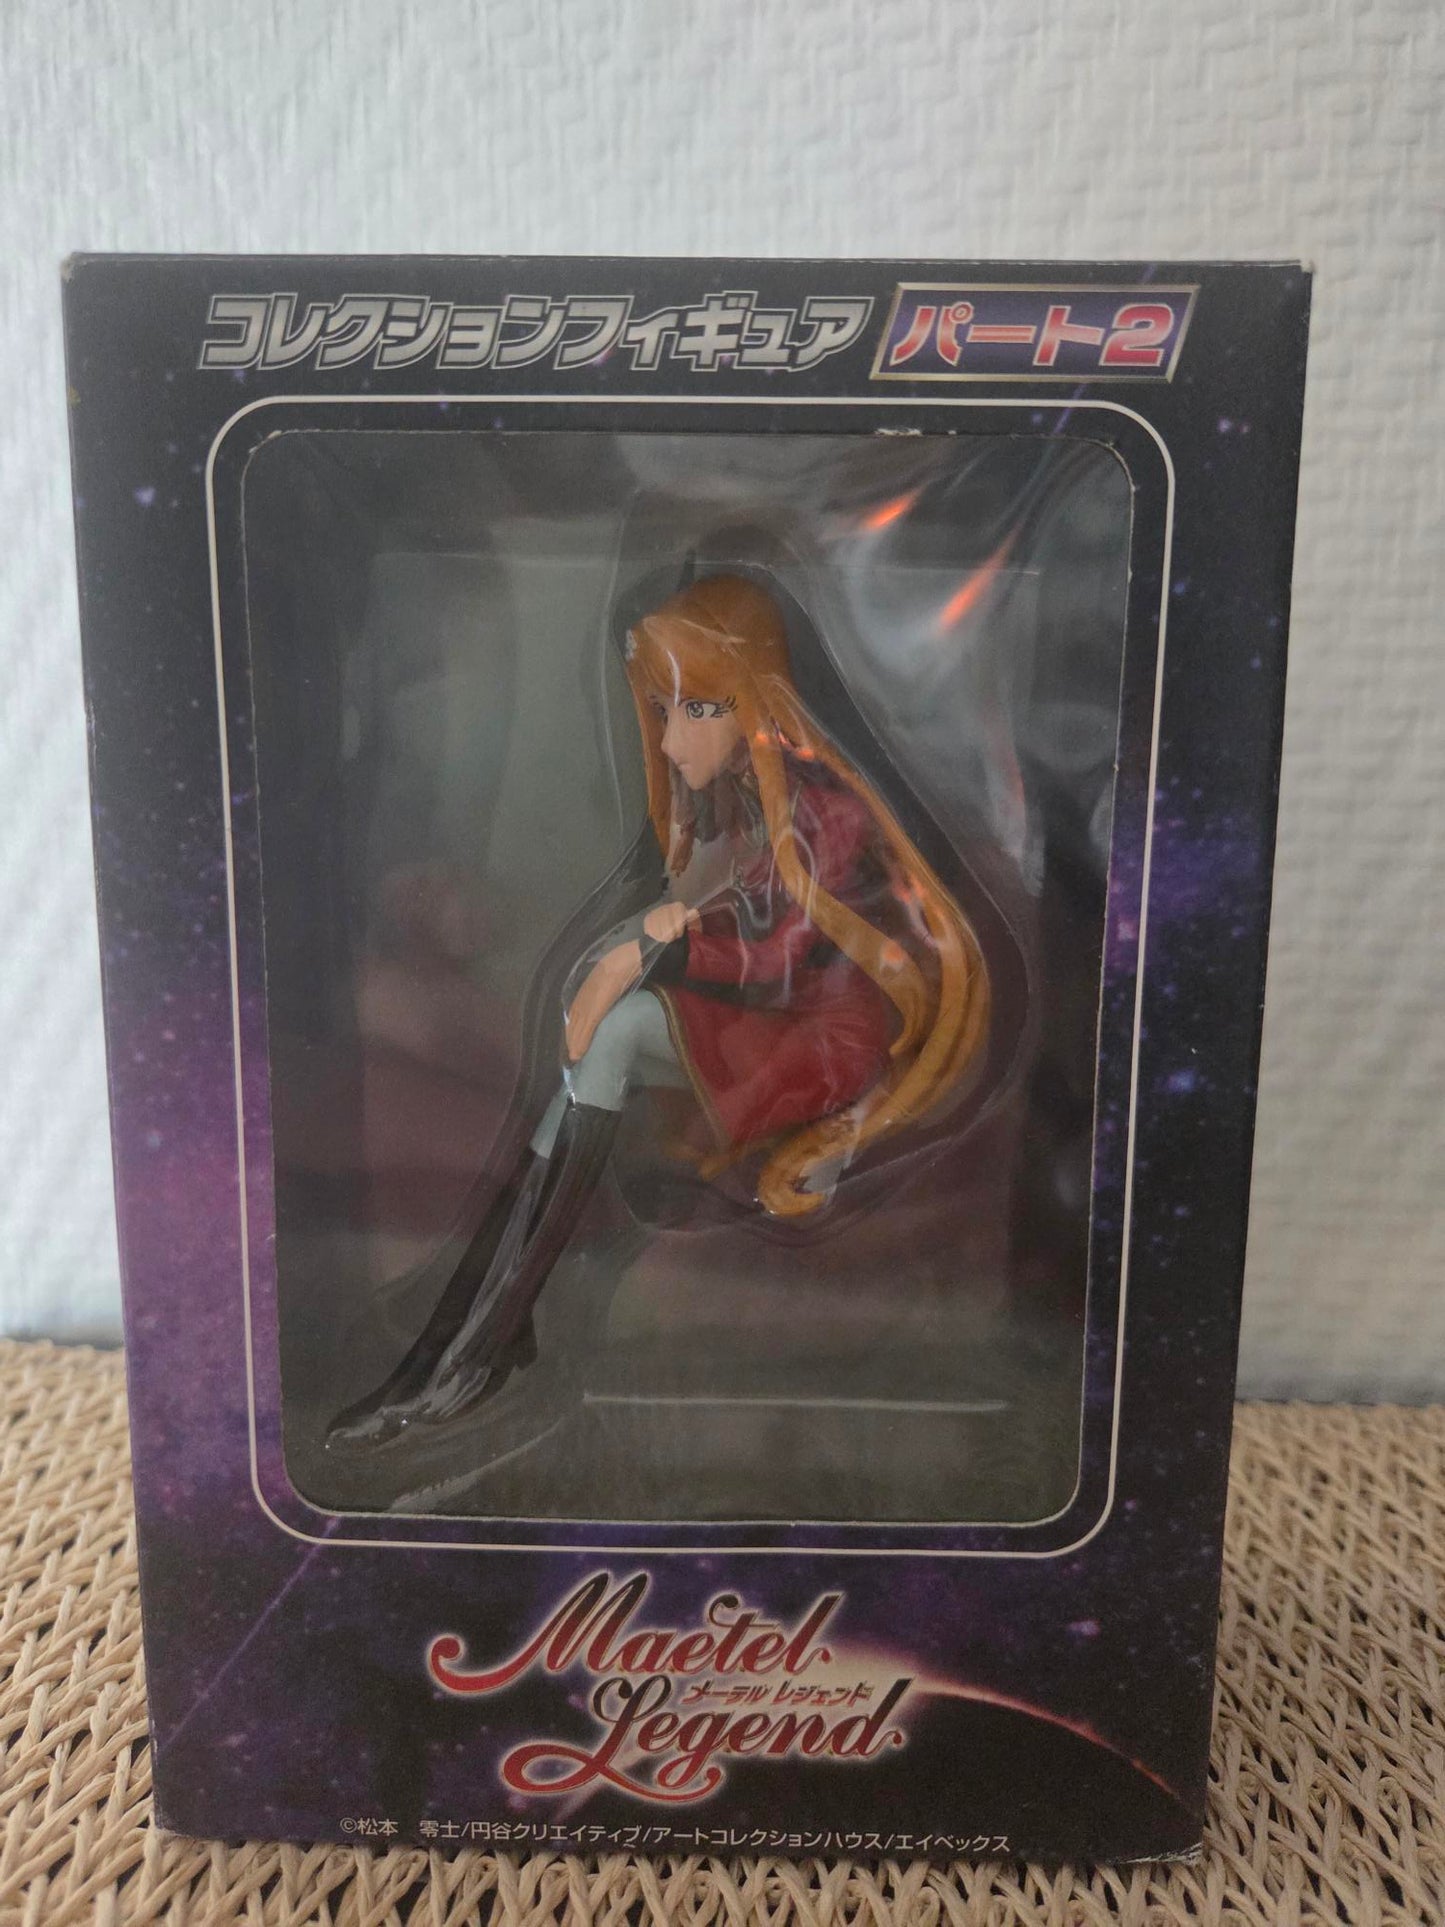 コレクションフィギュア パート2
Maetel
メーテル レジェンド
Legend
©松本 零士/円谷クリエイティブ/アートコレクションハウス/エイベックス